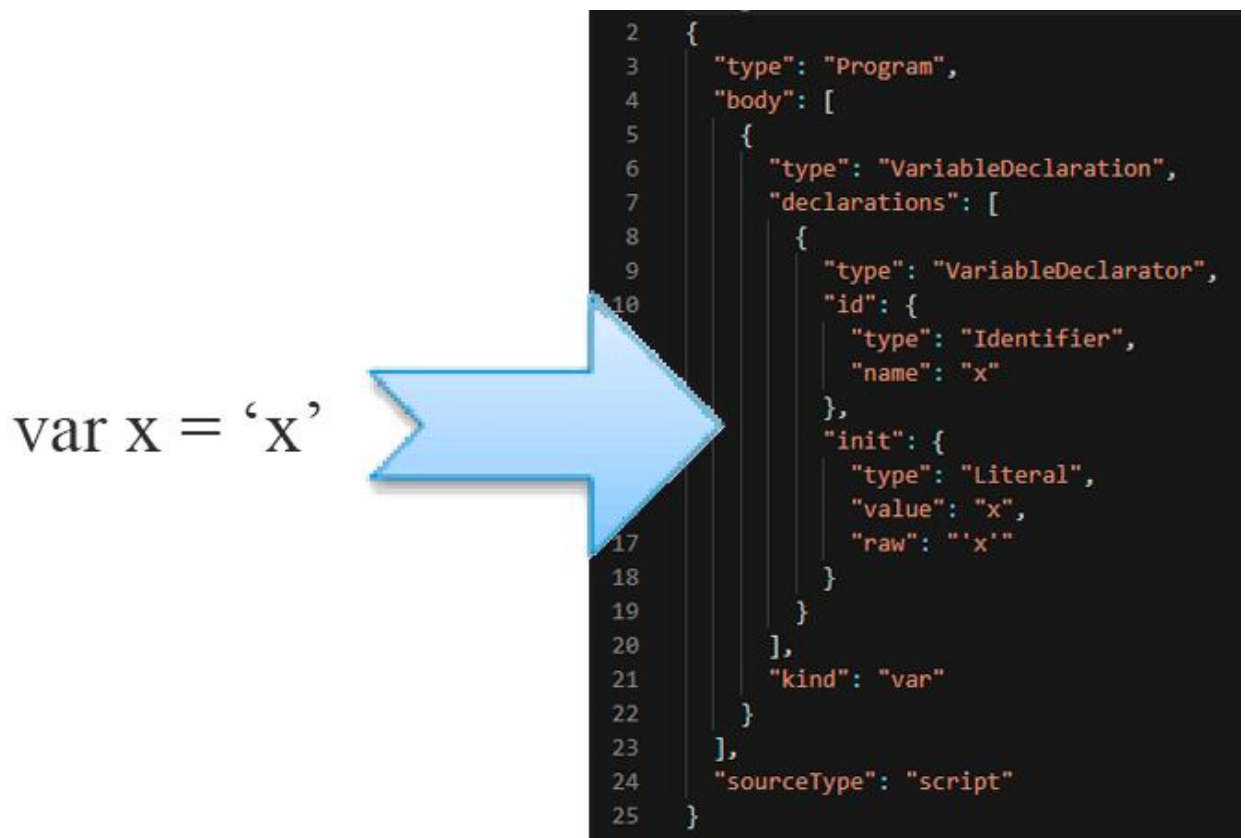 var x = ‘x’
2 {
3 "type": "Program",
4 "body": [
5 {
6 "type": "VariableDeclaration",
7 "declarations": [
8 {
9 "type": "VariableDeclarator",
10 "id": {
"type": "Identifier",
"name": "x"
},
"init": {
"type": "Literal",
"value": "x",
17 "raw": "'x'"
18 }
19 }
20 ],
21 "kind": "var"
22 }
23 ],
24 "sourceType": "script"
25 }